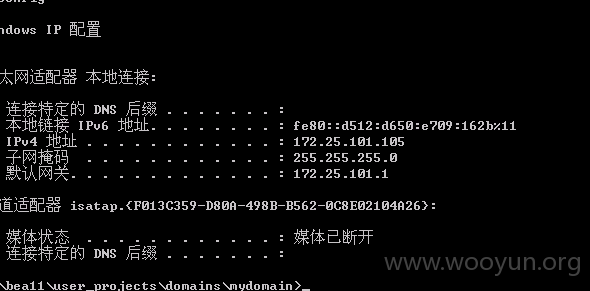 ndows IP 配置
太网适配器 本地连接:
连接特定的 DNS 后缀 . . . . . . . :
本地链接 IPv6 地址. . . . . . . . : fe80::d512:d650:e709:162b%11
IPv4 地址 . . . . . . . . . . . . : 172.25.101.105
子网掩码 . . . . . . . . . . . . : 255.255.255.0
默认网关. . . . . . . . . . . . . : 172.25.101.1
道适配器 isatap.{F013C359-D80A-498B-B562-0C8E02104A26}:
媒体状态 . . . . . . . . . . . . : 媒体已断开
连接特定的 DNS 后缀 . . . . . . . :
www.wooyun.org
\bea11\user_projects\domains\mydomain>_